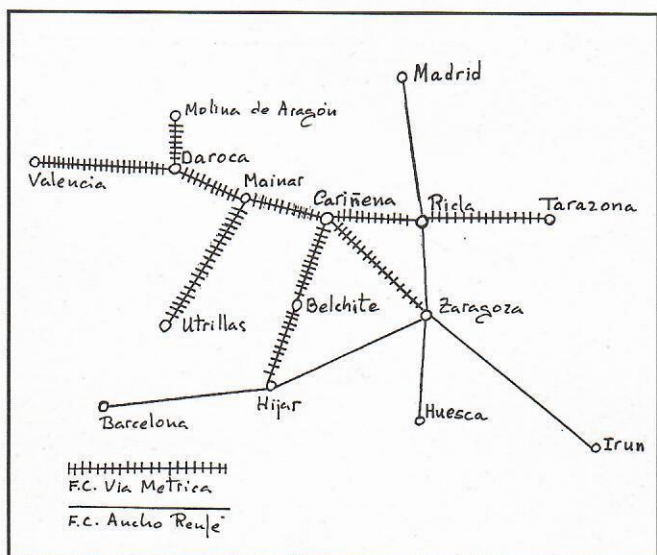 Madrid
Molina de Aragón
Daroca
Valencia
Mainar
Cariñena
Ricla
Tarazona
Belchite
Zaragoza
Utrillas
Hijar
Barcelona
Huesca
Irun
F.C. Via Metrica
F.C. Ancho Renfe